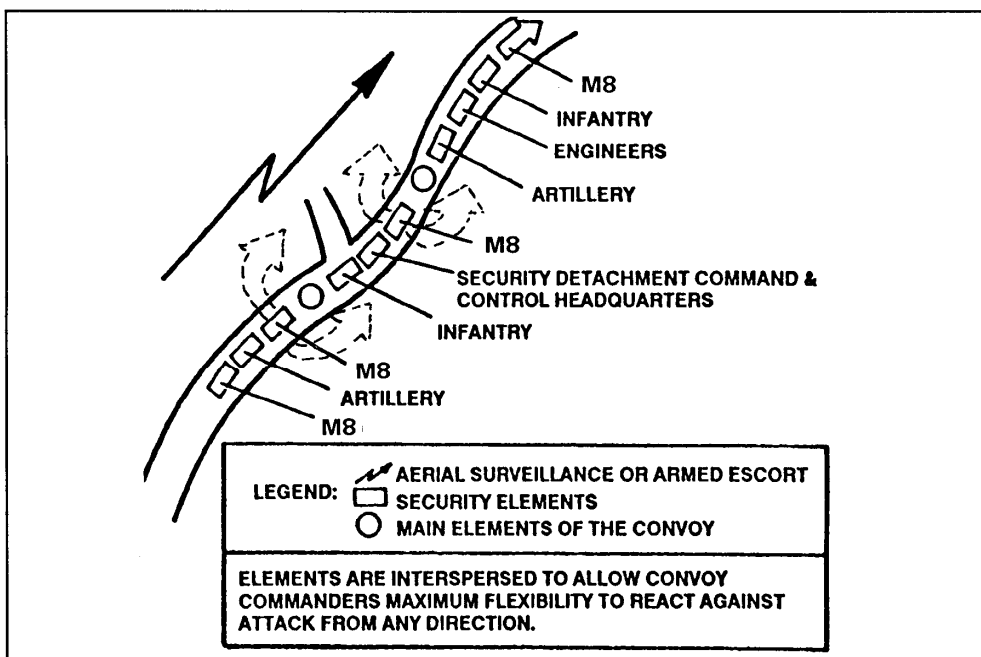 M8
INFANTRY
ENGINEERS
ARTILLERY
M8
SECURITY DETACHMENT COMMAND &
CONTROL HEADQUARTERS
INFANTRY
M8
ARTILLERY
M8
LEGEND:
AERIAL SURVEILLANCE OR ARMED ESCORT
SECURITY ELEMENTS
MAIN ELEMENTS OF THE CONVOY
ELEMENTS ARE INTERSPERSED TO ALLOW CONVOY
COMMANDERS MAXIMUM FLEXIBILITY TO REACT AGAINST
ATTACK FROM ANY DIRECTION.